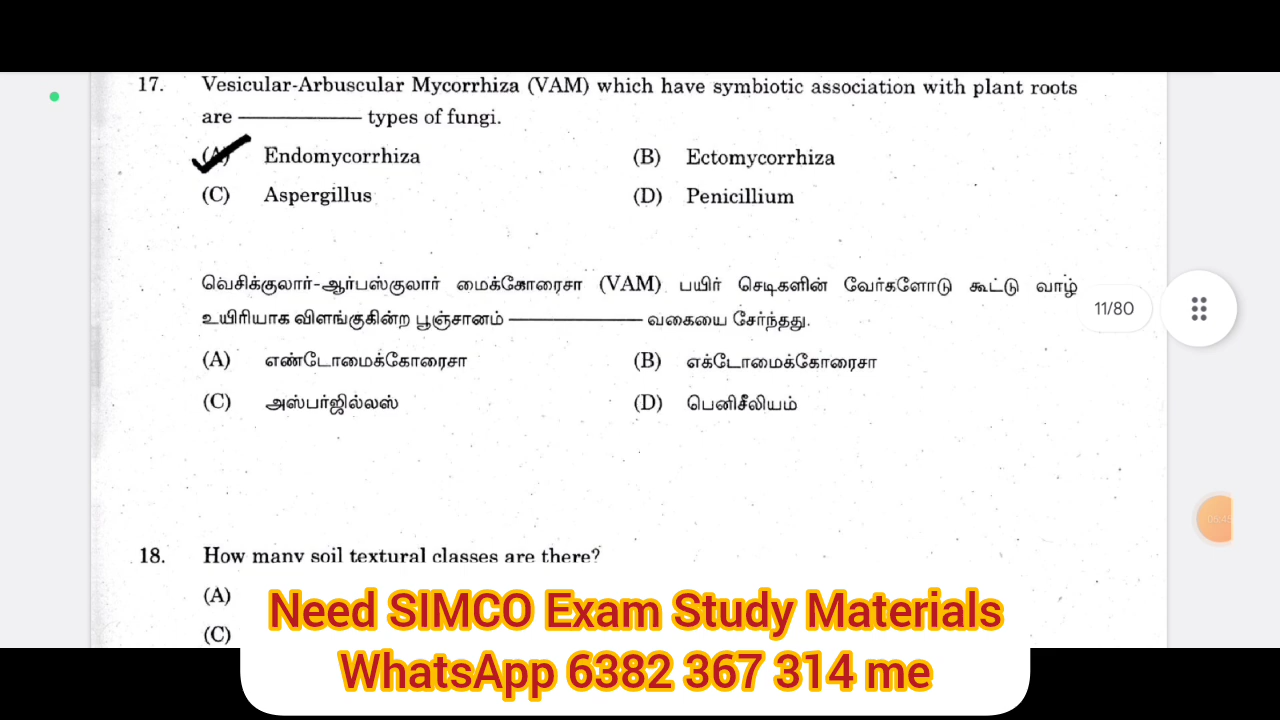 17. Vesicular-Arbuscular Mycorrhiza (VAM) which have symbiotic association with plant roots
are ———— types of fungi.
(A) Endomycorrhiza (B) Ectomycorrhiza
(C) Aspergillus (D) Penicillium
வெசிக்குலார்-ஆர்பஸ்குலார் மைக்கோரைசா (VAM) பயிர் செடிகளின் வேர்களோடு கூட்டு வாழ்
உயிரியாக விளங்குகின்ற பூஞ்சானம் ———— வகையை சேர்ந்தது.
(A) எண்டோமைக்கோரைசா (B) எக்டோமைக்கோரைசா
(C) அஸ்பர்ஜில்லஸ் (D) பெனிசீலியம்
11/80
05:43
18. How many soil textural classes are there?
(A)
(C)
Need SIMCO Exam Study Materials
WhatsApp 6382 367 314 me